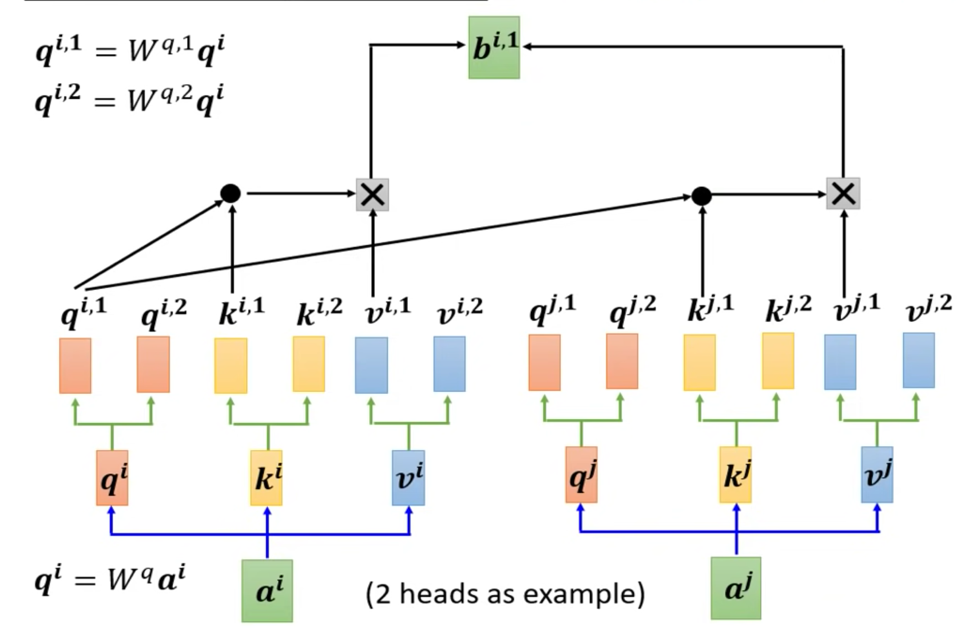 q^{i,1} = W^{q,1} q^i
q^{i,2} = W^{q,2} q^i
b^{i,1}
q^{i,1} q^{i,2} k^{i,1} k^{i,2} v^{i,1} v^{i,2} q^{j,1} q^{j,2} k^{j,1} k^{j,2} v^{j,1} v^{j,2}
q^i k^i v^i q^j k^j v^j
q^i = W^q a^i
a^i
(2 heads as example)
a^j